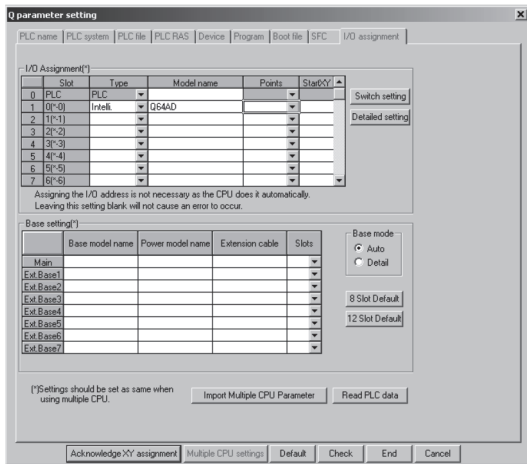 Q parameter setting
PLC name PLC system PLC file PLC RAS Device Program Boot file SFC I/O assignment
I/O Assignment(*)
Slot Type Model name Points StartXY
0 PLC PLC
1 0(*-0) Intelli. Q64AD
2 1(*-1)
3 2(*-2)
4 3(*-3)
5 4(*-4)
6 5(*-5)
7 6(*-6)
Switch setting
Detailed setting
Assigning the I/O address is not necessary as the CPU does it automatically.
Leaving this setting blank will not cause an error to occur.
Base setting(*)
Base model name Power model name Extension cable Slots
Main
Ext.Base1
Ext.Base2
Ext.Base3
Ext.Base4
Ext.Base5
Ext.Base6
Ext.Base7
Base mode
Auto
Detail
8 Slot Default
12 Slot Default
(*)Settings should be set as same when
using multiple CPU.
Import Multiple CPU Parameter Read PLC data
Acknowledge XY assignment Multiple CPU settings Default Check End Cancel